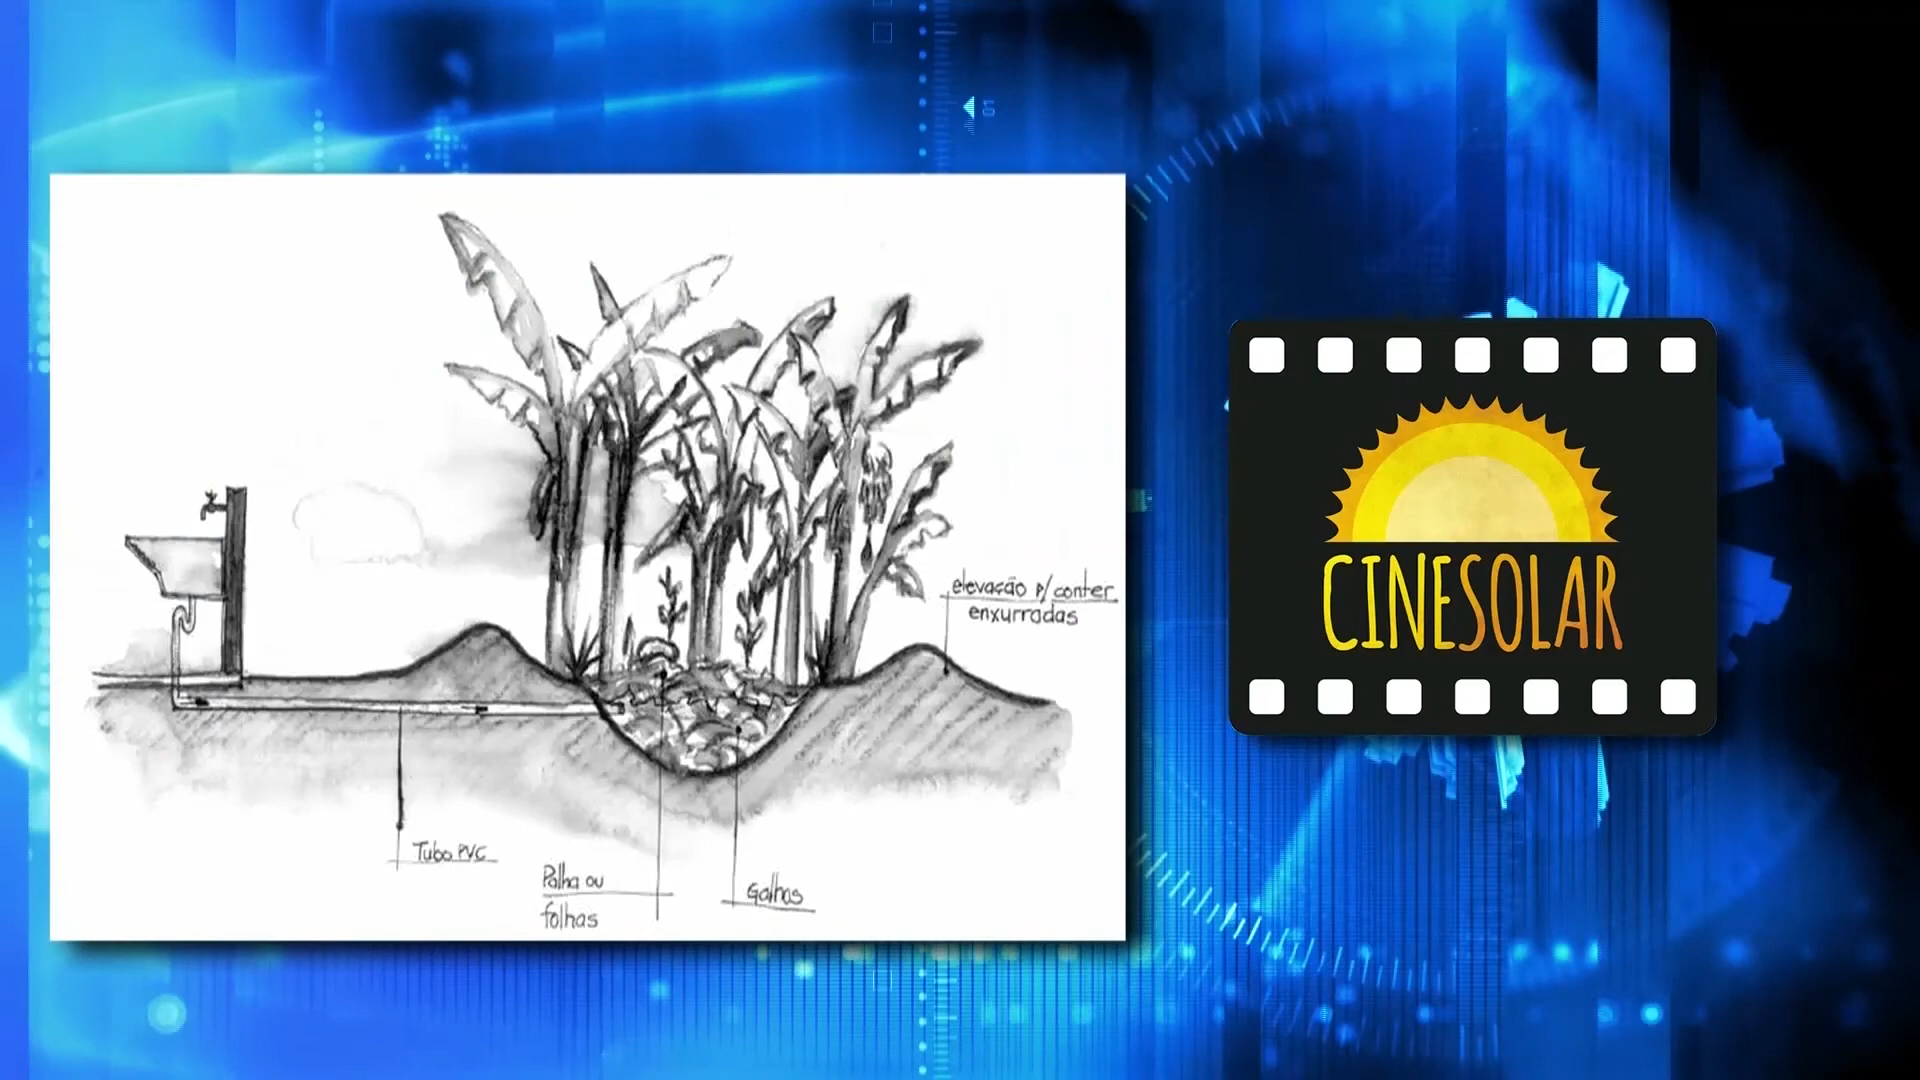 elevação p/ conter
enxurradas
Tubo PVC
Palha ou
folhas
Galhos
CINESOLAR